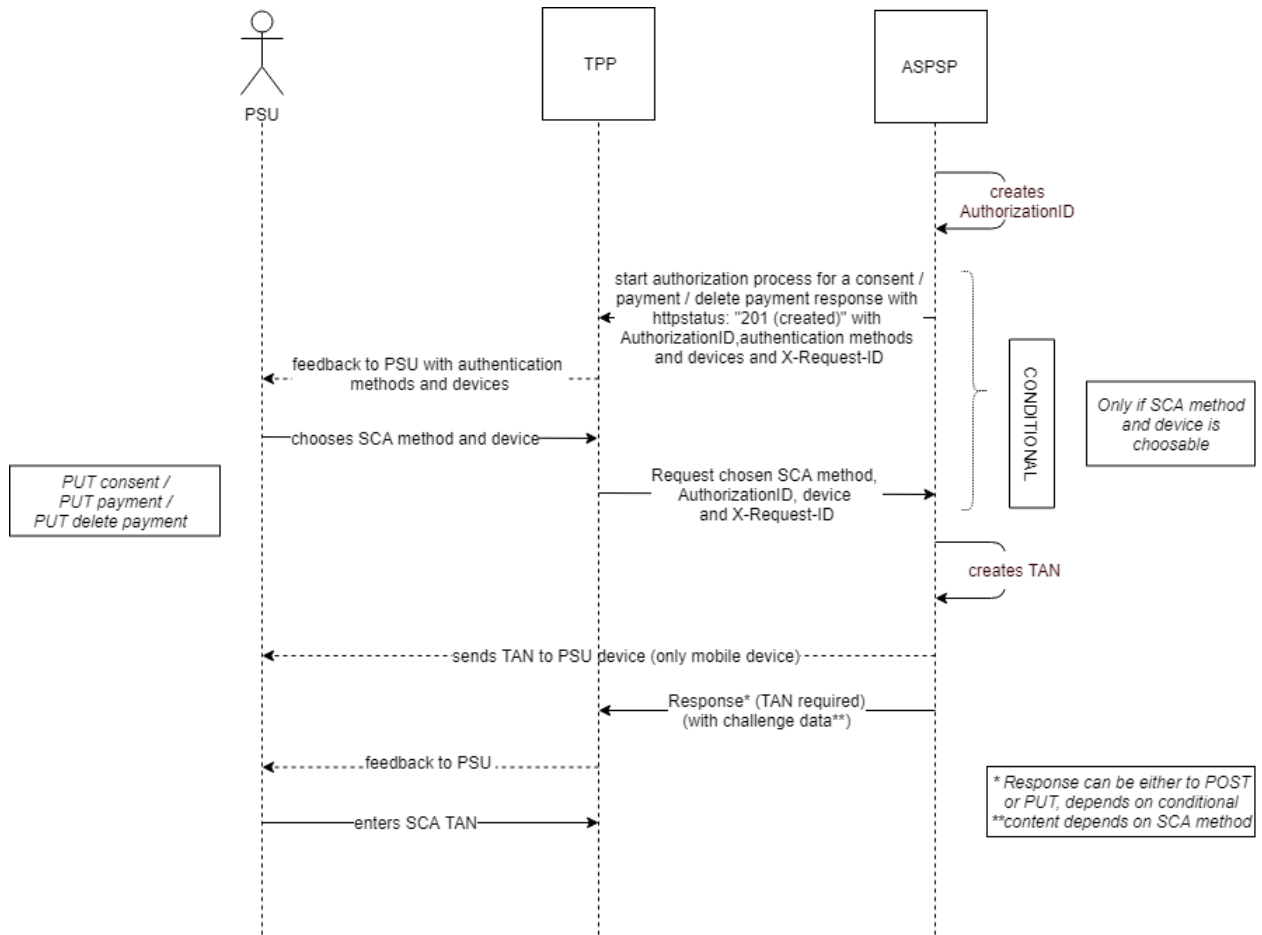 PSU
TPP
ASPSP
creates
AuthorizationID
start authorization process for a consent /
payment / delete payment response with
httpstatus: "201 (created)" with
AuthorizationID,authentication methods
and devices and X-Request-ID
feedback to PSU with authentication
methods and devices
chooses SCA method and device
CONDITIONAL
Only if SCA method
and device is
choosable
PUT consent /
PUT payment /
PUT delete payment
Request chosen SCA method,
AuthorizationID, device
and X-Request-ID
creates TAN
sends TAN to PSU device (only mobile device)
Response* (TAN required)
(with challenge data**)
feedback to PSU
enters SCA TAN
* Response can be either to POST
or PUT, depends on conditional
**content depends on SCA method